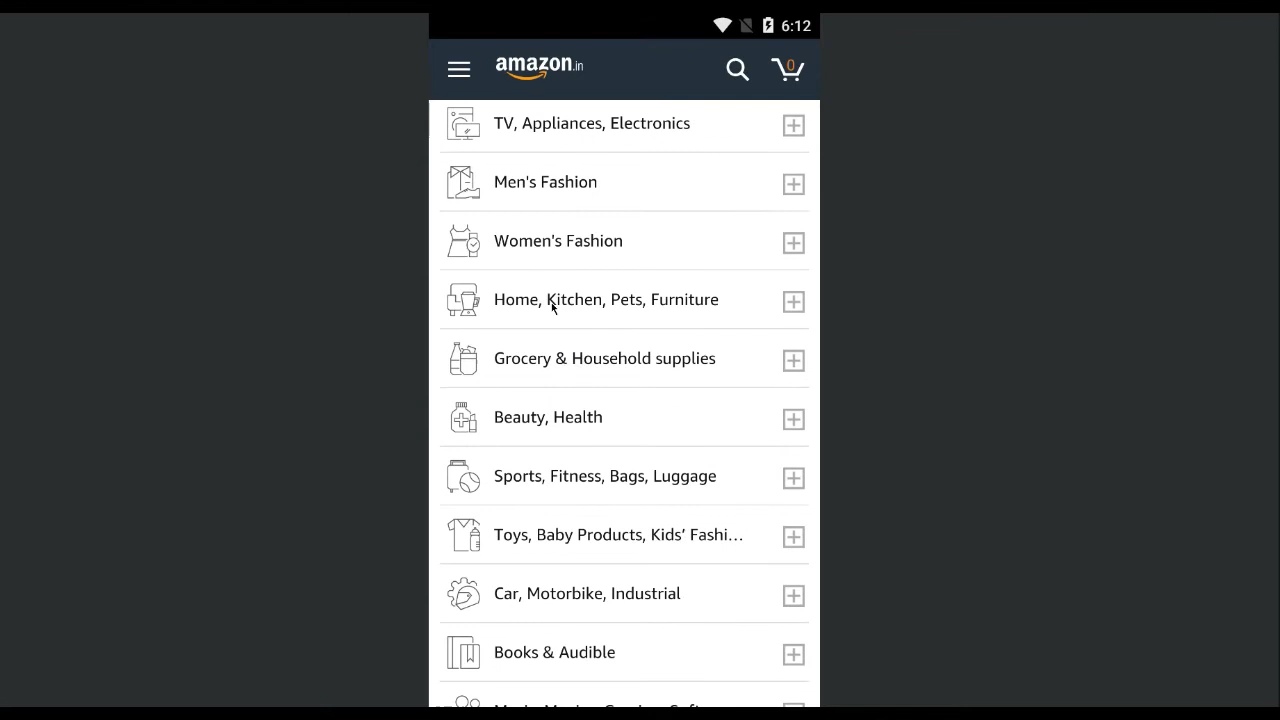 6:12
amazon.in
0
TV, Appliances, Electronics
Men's Fashion
Women's Fashion
Home, Kitchen, Pets, Furniture
Grocery & Household supplies
Beauty, Health
Sports, Fitness, Bags, Luggage
Toys, Baby Products, Kids’ Fashi...
Car, Motorbike, Industrial
Books & Audible